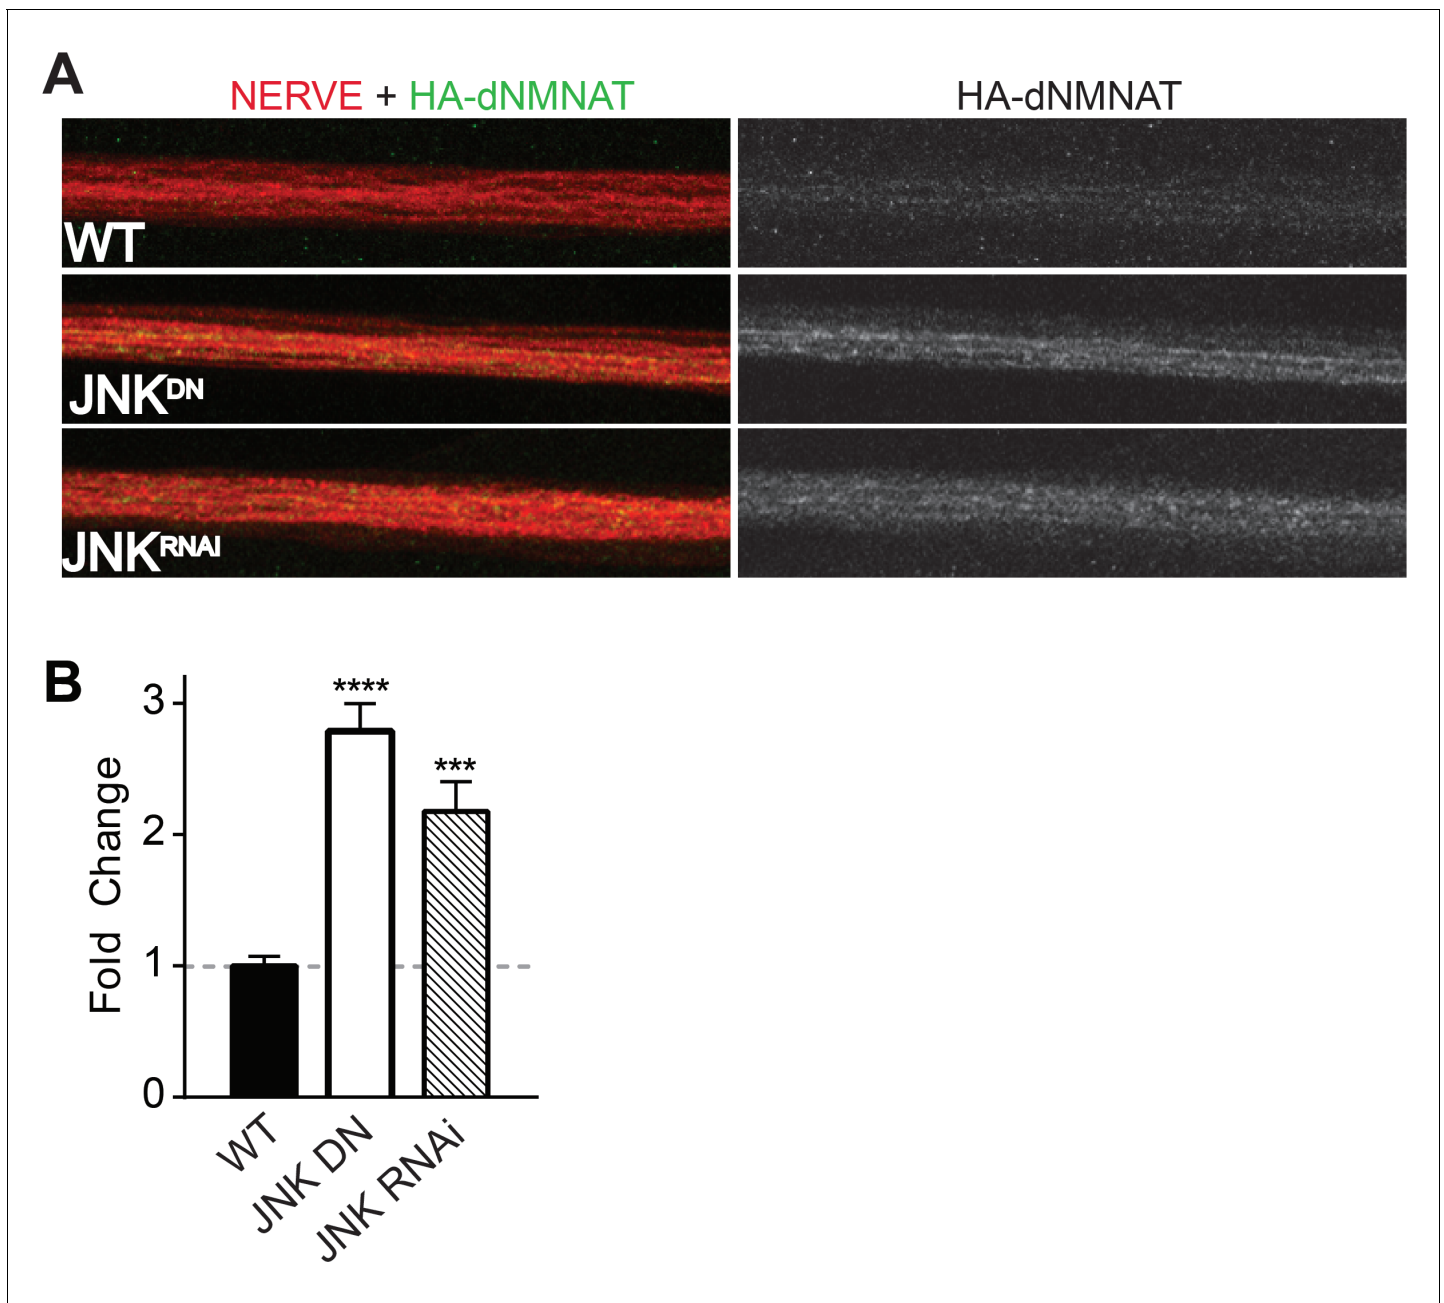 A
NERVE + HA-dNMNAT
HA-dNMNAT
WT
JNKDN
JNKRNAI
B
Fold Change
3
2
1
0
****
***
WT
JNK DN
JNK RNAi